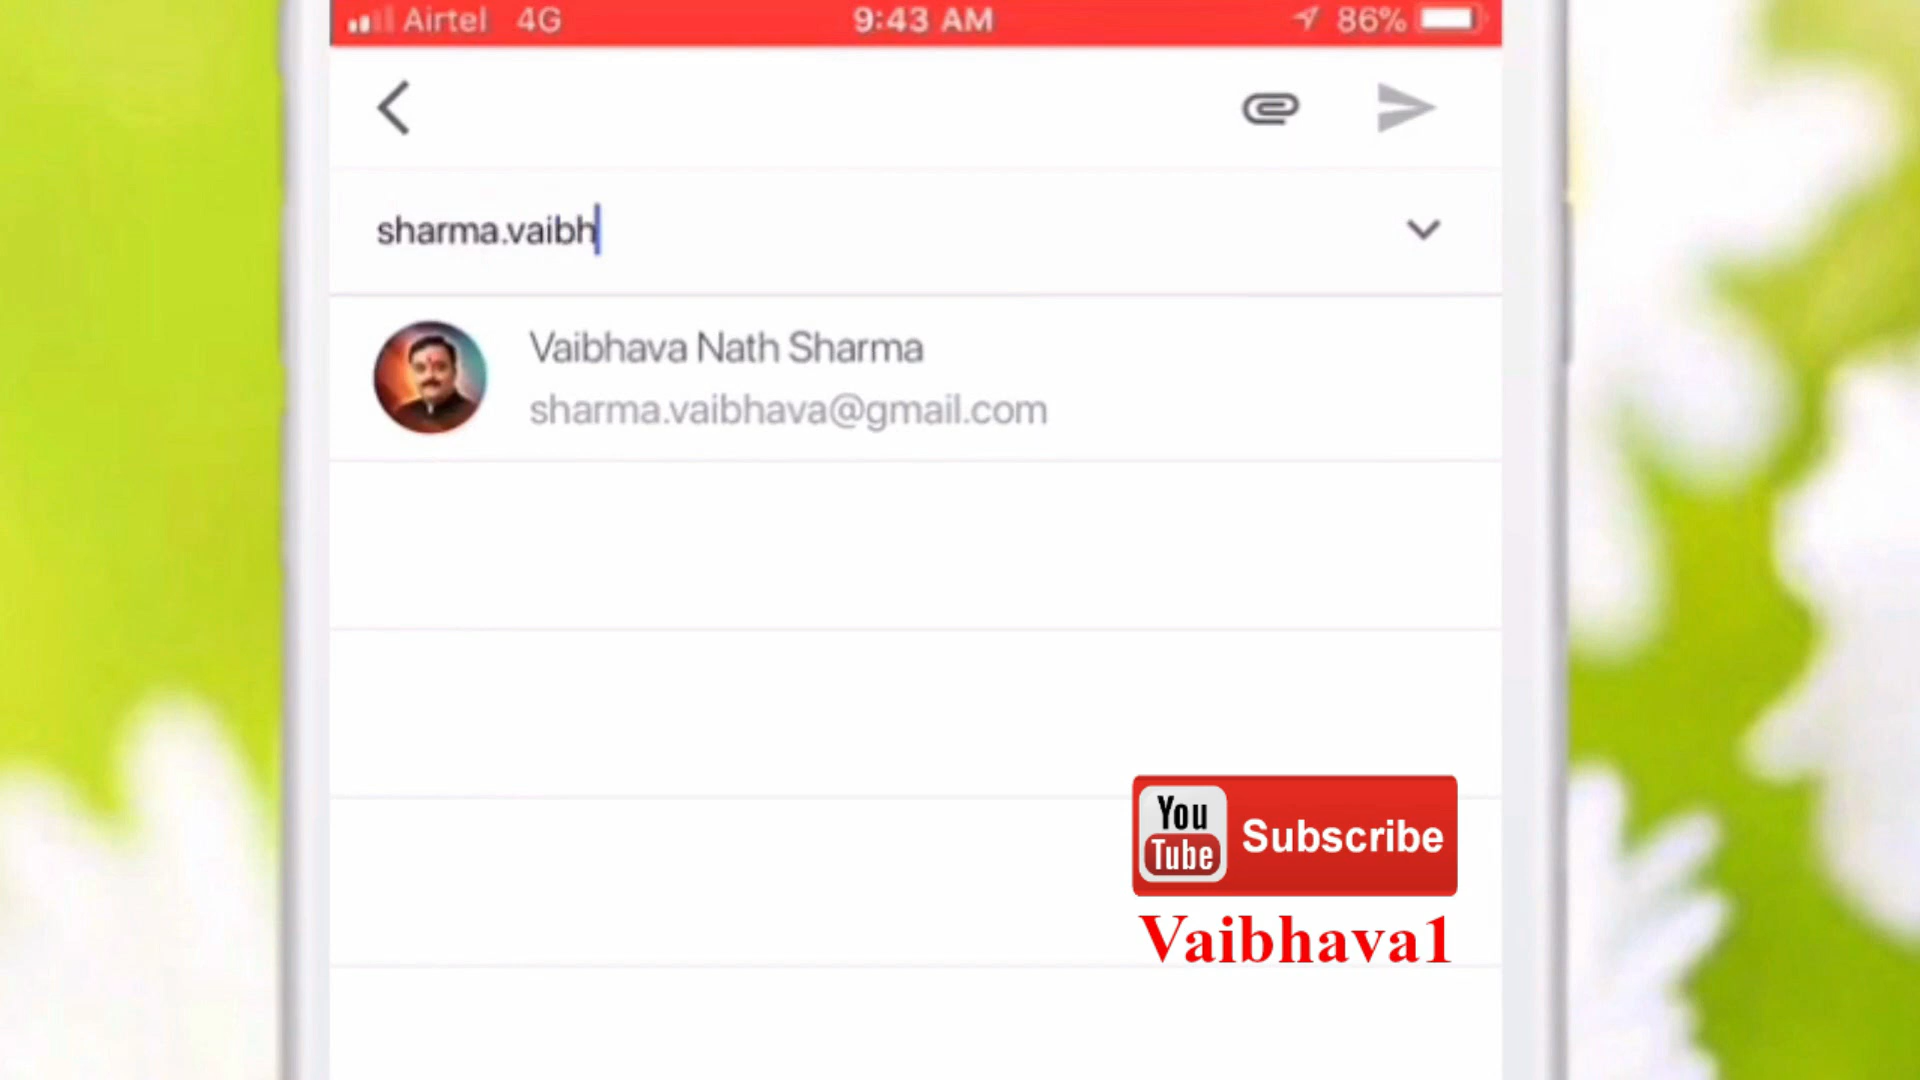 Airtel 4G 9:43 AM 86%
sharma.vaibh
Vaibhava Nath Sharma
sharma.vaibhava@gmail.com
You
Tube
Subscribe
Vaibhava1